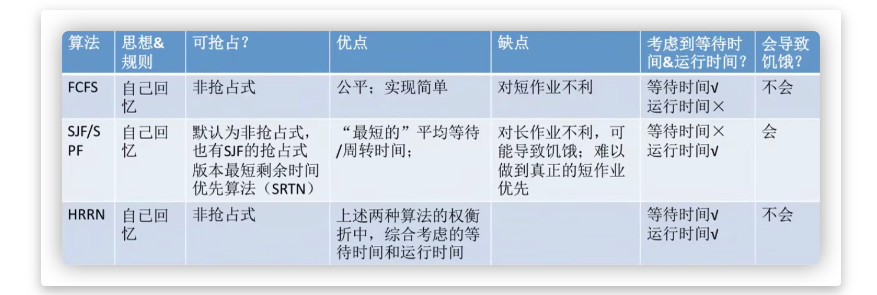 算法 思想& 可抢占？ 优点 缺点 考虑到等待时 会导致
规则 间&运行时间？ 饥饿？
FCFS 自己回 非抢占式 公平；实现简单 对短作业不利 等待时间√ 不会
忆 运行时间×
SJF/S 自己回 默认为非抢占式， “最短的”平均等待 对长作业不利，可 等待时间× 会
PF 忆 也有SJF的抢占式 /周转时间； 能导致饥饿；难以 运行时间√
版本最短剩余时间 做到真正的短作业
优先算法（SRTN） 优先
HRRN 自己回 非抢占式 上述两种算法的权衡 等待时间√ 不会
忆 折中，综合考虑的等 运行时间√
待时间和运行时间